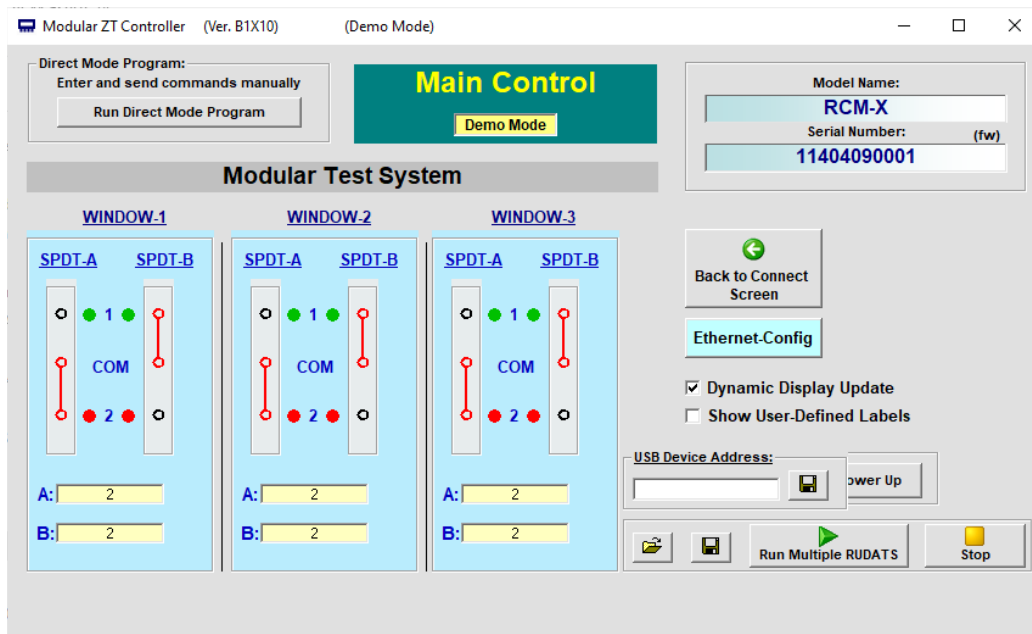 Modular ZT Controller (Ver. B1X10) (Demo Mode)
Direct Mode Program:
Enter and send commands manually
Run Direct Mode Program
Main Control
Demo Mode
Model Name:
RCM-X
Serial Number: (fw)
11404090001
Modular Test System
WINDOW-1 WINDOW-2 WINDOW-3
SPDT-A SPDT-B SPDT-A SPDT-B SPDT-A SPDT-B
1 1 1
COM COM COM
2 2 2
A: 2 A: 2 A: 2
B: 2 B: 2 B: 2
Back to Connect
Screen
Ethernet-Config
Dynamic Display Update
Show User-Defined Labels
USB Device Address:
ower Up
Run Multiple RUDATS
Stop